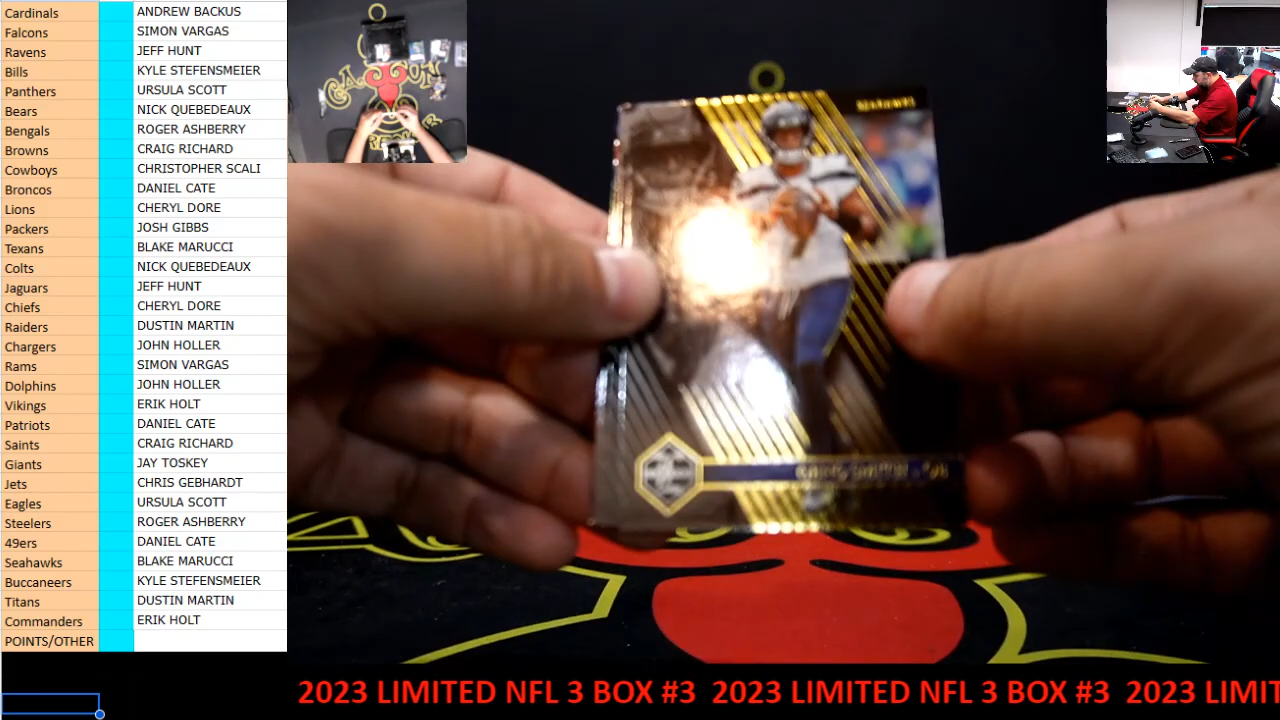 Cardinals ANDREW BACKUS
Falcons SIMON VARGAS
Ravens JEFF HUNT
Bills KYLE STEFENSMEIER
Panthers URSULA SCOTT
Bears NICK QUEBEDEAUX
Bengals ROGER ASHBERRY
Browns CRAIG RICHARD
Cowboys CHRISTOPHER SCALI
Broncos DANIEL CATE
Lions CHERYL DORE
Packers JOSH GIBBS
Texans BLAKE MARUCCI
Colts NICK QUEBEDEAUX
Jaguars JEFF HUNT
Chiefs CHERYL DORE
Raiders DUSTIN MARTIN
Chargers JOHN HOLLER
Rams SIMON VARGAS
Dolphins JOHN HOLLER
Vikings ERIK HOLT
Patriots DANIEL CATE
Saints CRAIG RICHARD
Giants JAY TOSKEY
Jets CHRIS GEBHARDT
Eagles URSULA SCOTT
Steelers ROGER ASHBERRY
49ers DANIEL CATE
Seahawks BLAKE MARUCCI
Buccaneers KYLE STEFENSMEIER
Titans DUSTIN MARTIN
Commanders ERIK HOLT
POINTS/OTHER
2023 LIMITED NFL 3 BOX #3 2023 LIMITED NFL 3 BOX #3 2023 LIMIT